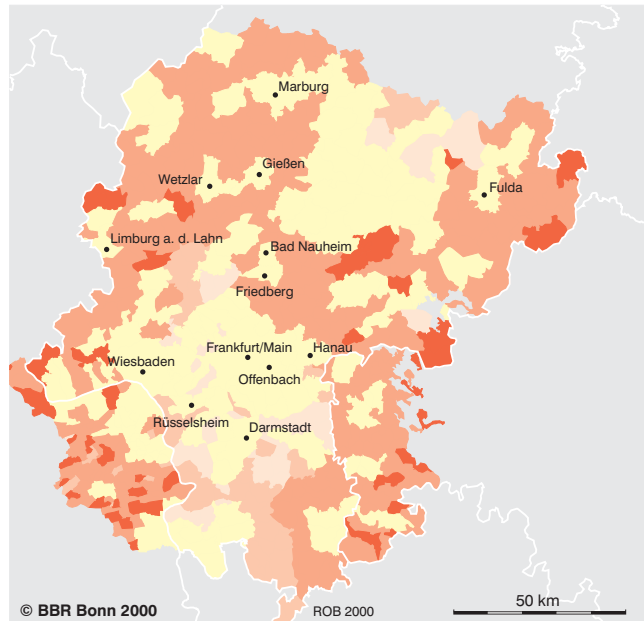 Marburg
Gießen
Wetzlar
Fulda
Limburg a. d. Lahn
Bad Nauheim
Friedberg
Frankfurt/Main
Hanau
Wiesbaden
Offenbach
Rüsselsheim
Darmstadt
50 km
© BBR Bonn 2000
ROB 2000